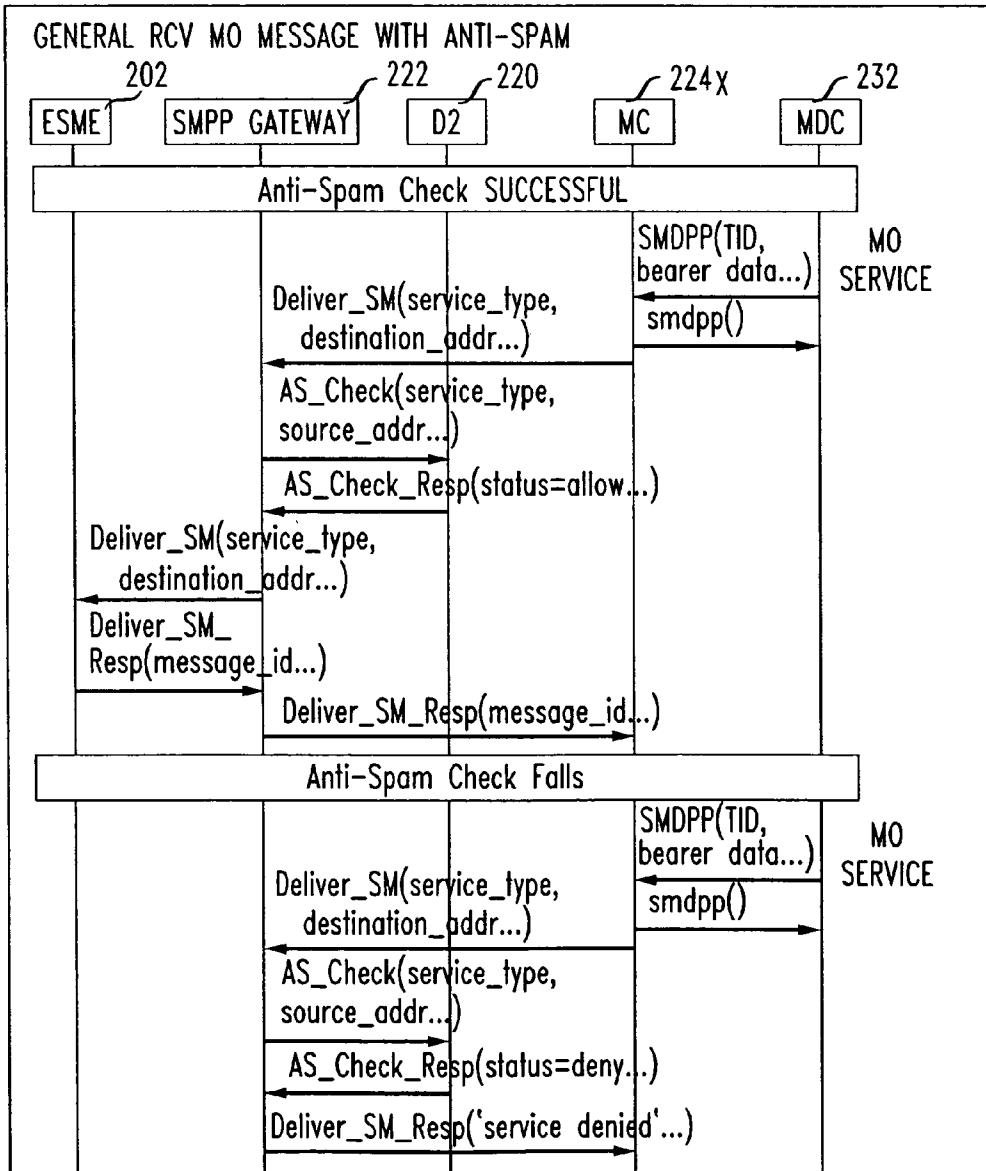 GENERAL RCV MO MESSAGE WITH ANTI-SPAM
202 222 220 224X 232
ESME SMPP GATEWAY D2 MC MDC
Anti-Spam Check SUCCESSFUL
SMDPP(TID,
bearer data...)
MO
SERVICE
smdpp()
Deliver_SM(service_type,
destination_addr...)
AS_Check(service_type,
source_addr...)
AS_Check_Resp(status=allow...)
Deliver_SM(service_type,
destination_addr...)
Deliver_SM_
Resp(message_id...)
Deliver_SM_Resp(message_id...)
Anti-Spam Check Falls
SMDPP(TID,
bearer data...)
MO
SERVICE
smdpp()
Deliver_SM(service_type,
destination_addr...)
AS_Check(service_type,
source_addr...)
AS_Check_Resp(status=deny...)
Deliver_SM_Resp('service denied'...)